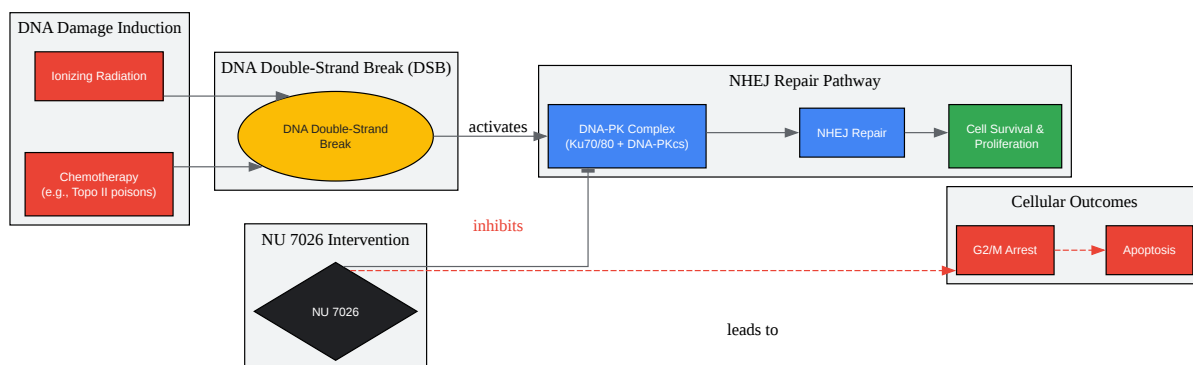 DNA Damage Induction
Ionizing Radiation
Chemotherapy
(e.g., Topo II poisons)
DNA Double-Strand Break (DSB)
DNA Double-Strand
Break
activates
NHEJ Repair Pathway
DNA-PK Complex
(Ku70/80 + DNA-PKcs)
NHEJ Repair
Cell Survival &
Proliferation
NU 7026 Intervention
NU 7026
inhibits
leads to
Cellular Outcomes
G2/M Arrest
Apoptosis